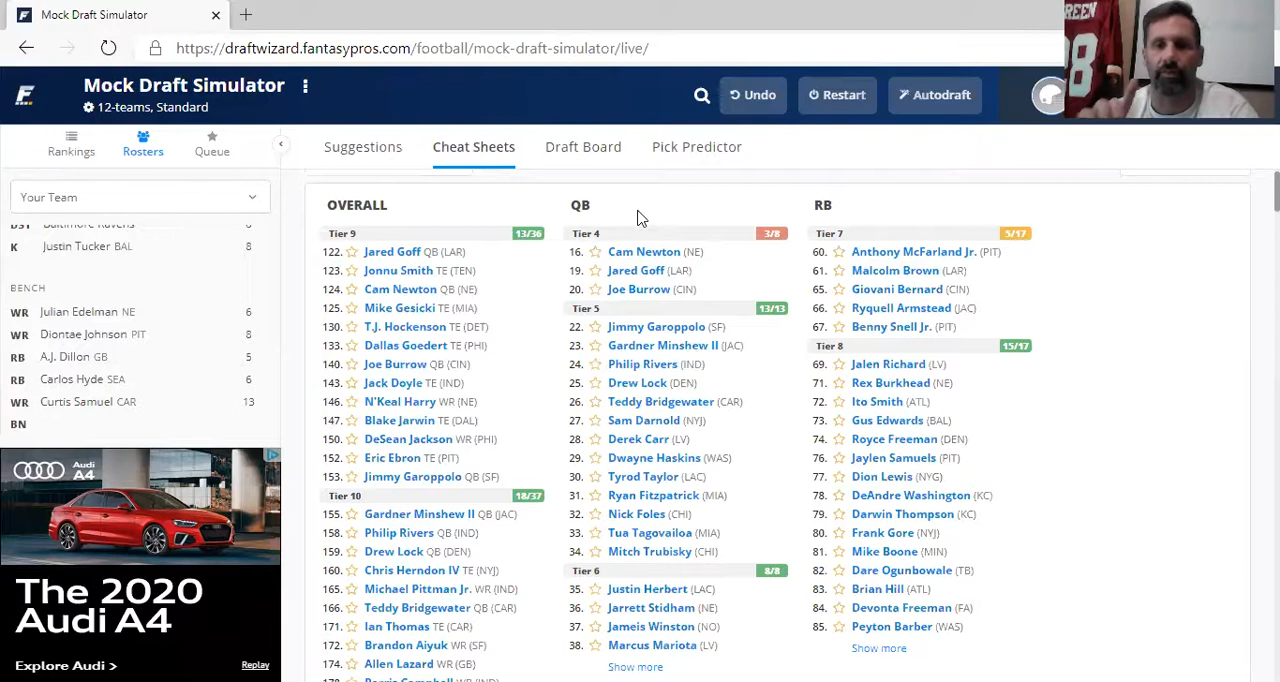 Mock Draft Simulator
https://draftwizard.fantasypros.com/football/mock-draft-simulator/live/
REEN
8
F
Mock Draft Simulator
12-teams, Standard
Undo
Restart
Autodraft
Rankings
Rosters
Queue
Suggestions
Cheat Sheets
Draft Board
Pick Predictor
Your Team
DST Baltimore Ravens
K Justin Tucker BAL 8
BENCH
WR Julian Edelman NE 6
WR Diontae Johnson PIT 8
RB A.J. Dillon GB 5
RB Carlos Hyde SEA 6
WR Curtis Samuel CAR 13
BN
Audi A4
The 2020
Audi A4
Explore Audi >
Replay
OVERALL
Tier 9 13/36
122. Jared Goff QB (LAR)
123. Jonnu Smith TE (TEN)
124. Cam Newton QB (NE)
125. Mike Gesicki TE (MIA)
130. T.J. Hockenson TE (DET)
133. Dallas Goedert TE (PHI)
140. Joe Burrow QB (CIN)
143. Jack Doyle TE (IND)
146. N'Keal Harry WR (NE)
147. Blake Jarwin TE (DAL)
150. DeSean Jackson WR (PHI)
152. Eric Ebron TE (PIT)
153. Jimmy Garoppolo QB (SF)
Tier 10 18/37
155. Gardner Minshew II QB (JAC)
158. Philip Rivers QB (IND)
159. Drew Lock QB (DEN)
160. Chris Herndon IV TE (NYJ)
165. Michael Pittman Jr. WR (IND)
166. Teddy Bridgewater QB (CAR)
171. Ian Thomas TE (CAR)
172. Brandon Aiyuk WR (SF)
174. Allen Lazard WR (GB)
178. Parris Campbell WR (IND)
QB
Tier 4 3/8
16. Cam Newton (NE)
19. Jared Goff (LAR)
20. Joe Burrow (CIN)
Tier 5 13/13
22. Jimmy Garoppolo (SF)
23. Gardner Minshew II (JAC)
24. Philip Rivers (IND)
25. Drew Lock (DEN)
26. Teddy Bridgewater (CAR)
27. Sam Darnold (NYJ)
28. Derek Carr (LV)
29. Dwayne Haskins (WAS)
30. Tyrod Taylor (LAC)
31. Ryan Fitzpatrick (MIA)
32. Nick Foles (CHI)
33. Tua Tagovailoa (MIA)
34. Mitch Trubisky (CHI)
Tier 6 8/8
35. Justin Herbert (LAC)
36. Jarrett Stidham (NE)
37. Jameis Winston (NO)
38. Marcus Mariota (LV)
Show more
RB
Tier 7 5/17
60. Anthony McFarland Jr. (PIT)
61. Malcolm Brown (LAR)
65. Giovani Bernard (CIN)
66. Ryquell Armstead (JAC)
67. Benny Snell Jr. (PIT)
Tier 8 15/17
69. Jalen Richard (LV)
71. Rex Burkhead (NE)
72. Ito Smith (ATL)
73. Gus Edwards (BAL)
74. Royce Freeman (DEN)
76. Jaylen Samuels (PIT)
77. Dion Lewis (NYG)
78. DeAndre Washington (KC)
79. Darwin Thompson (KC)
80. Frank Gore (NYJ)
81. Mike Boone (MIN)
82. Dare Ogunbowale (TB)
83. Brian Hill (ATL)
84. Devonta Freeman (FA)
85. Peyton Barber (WAS)
Show more